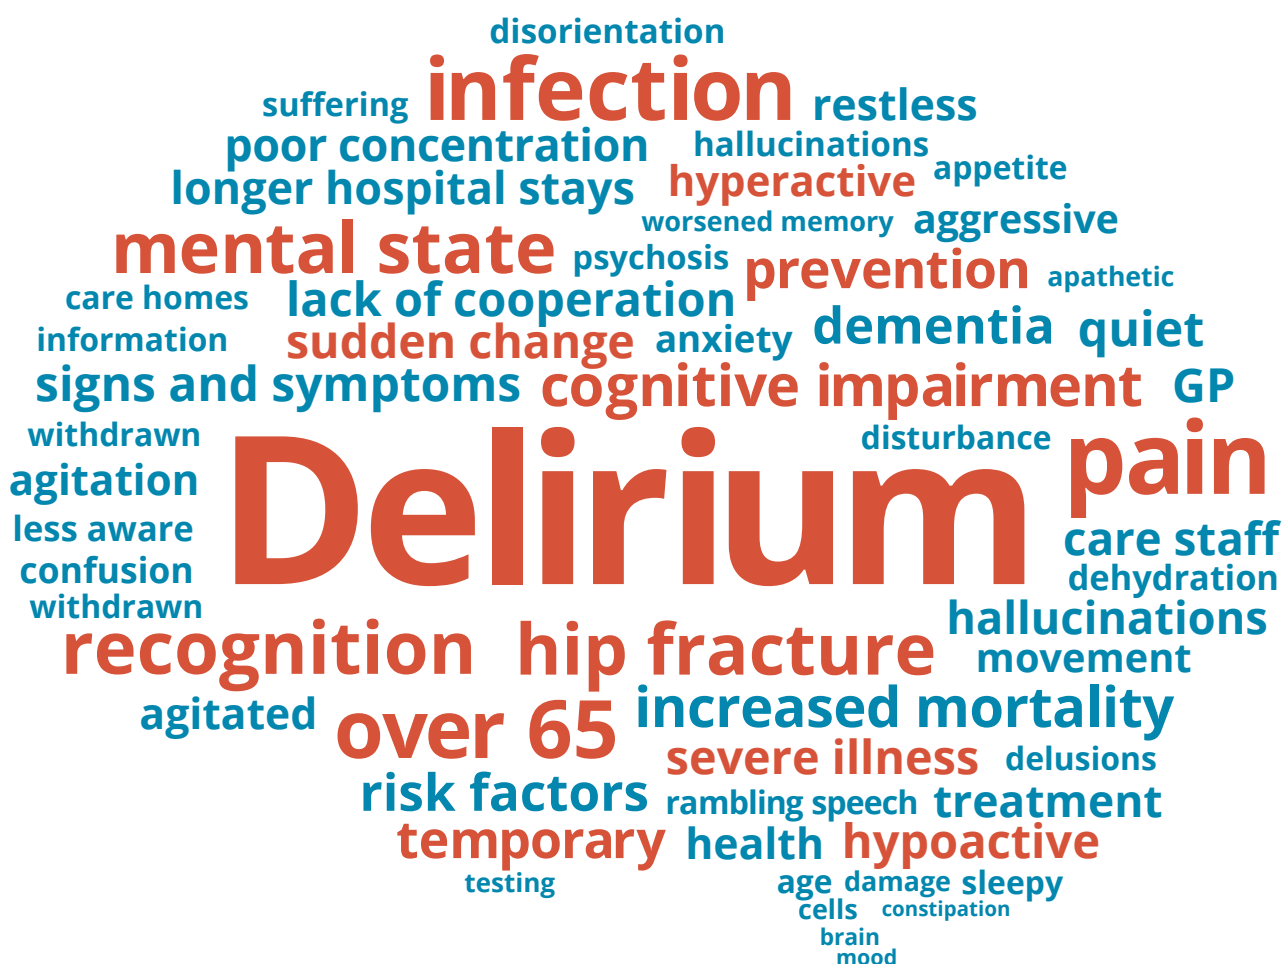 disorientation
infection
suffering
restless
poor concentration
hallucinations
appetite
longer hospital stays
hyperactive
worsened memory
aggressive
mental state
psychosis
prevention
apathetic
care homes
lack of cooperation
dementia
quiet
information
sudden change
anxiety
signs and symptoms
cognitive impairment
GP
withdrawn
disturbance
pain
agitation
Delirium
less aware
care staff
confusion
dehydration
withdrawn
hallucinations
recognition
hip fracture
movement
agitated
over 65
increased mortality
severe illness
delusions
risk factors
rambling speech
treatment
temporary
health
hypoactive
testing
age
damage
sleepy
cells
constipation
brain
mood